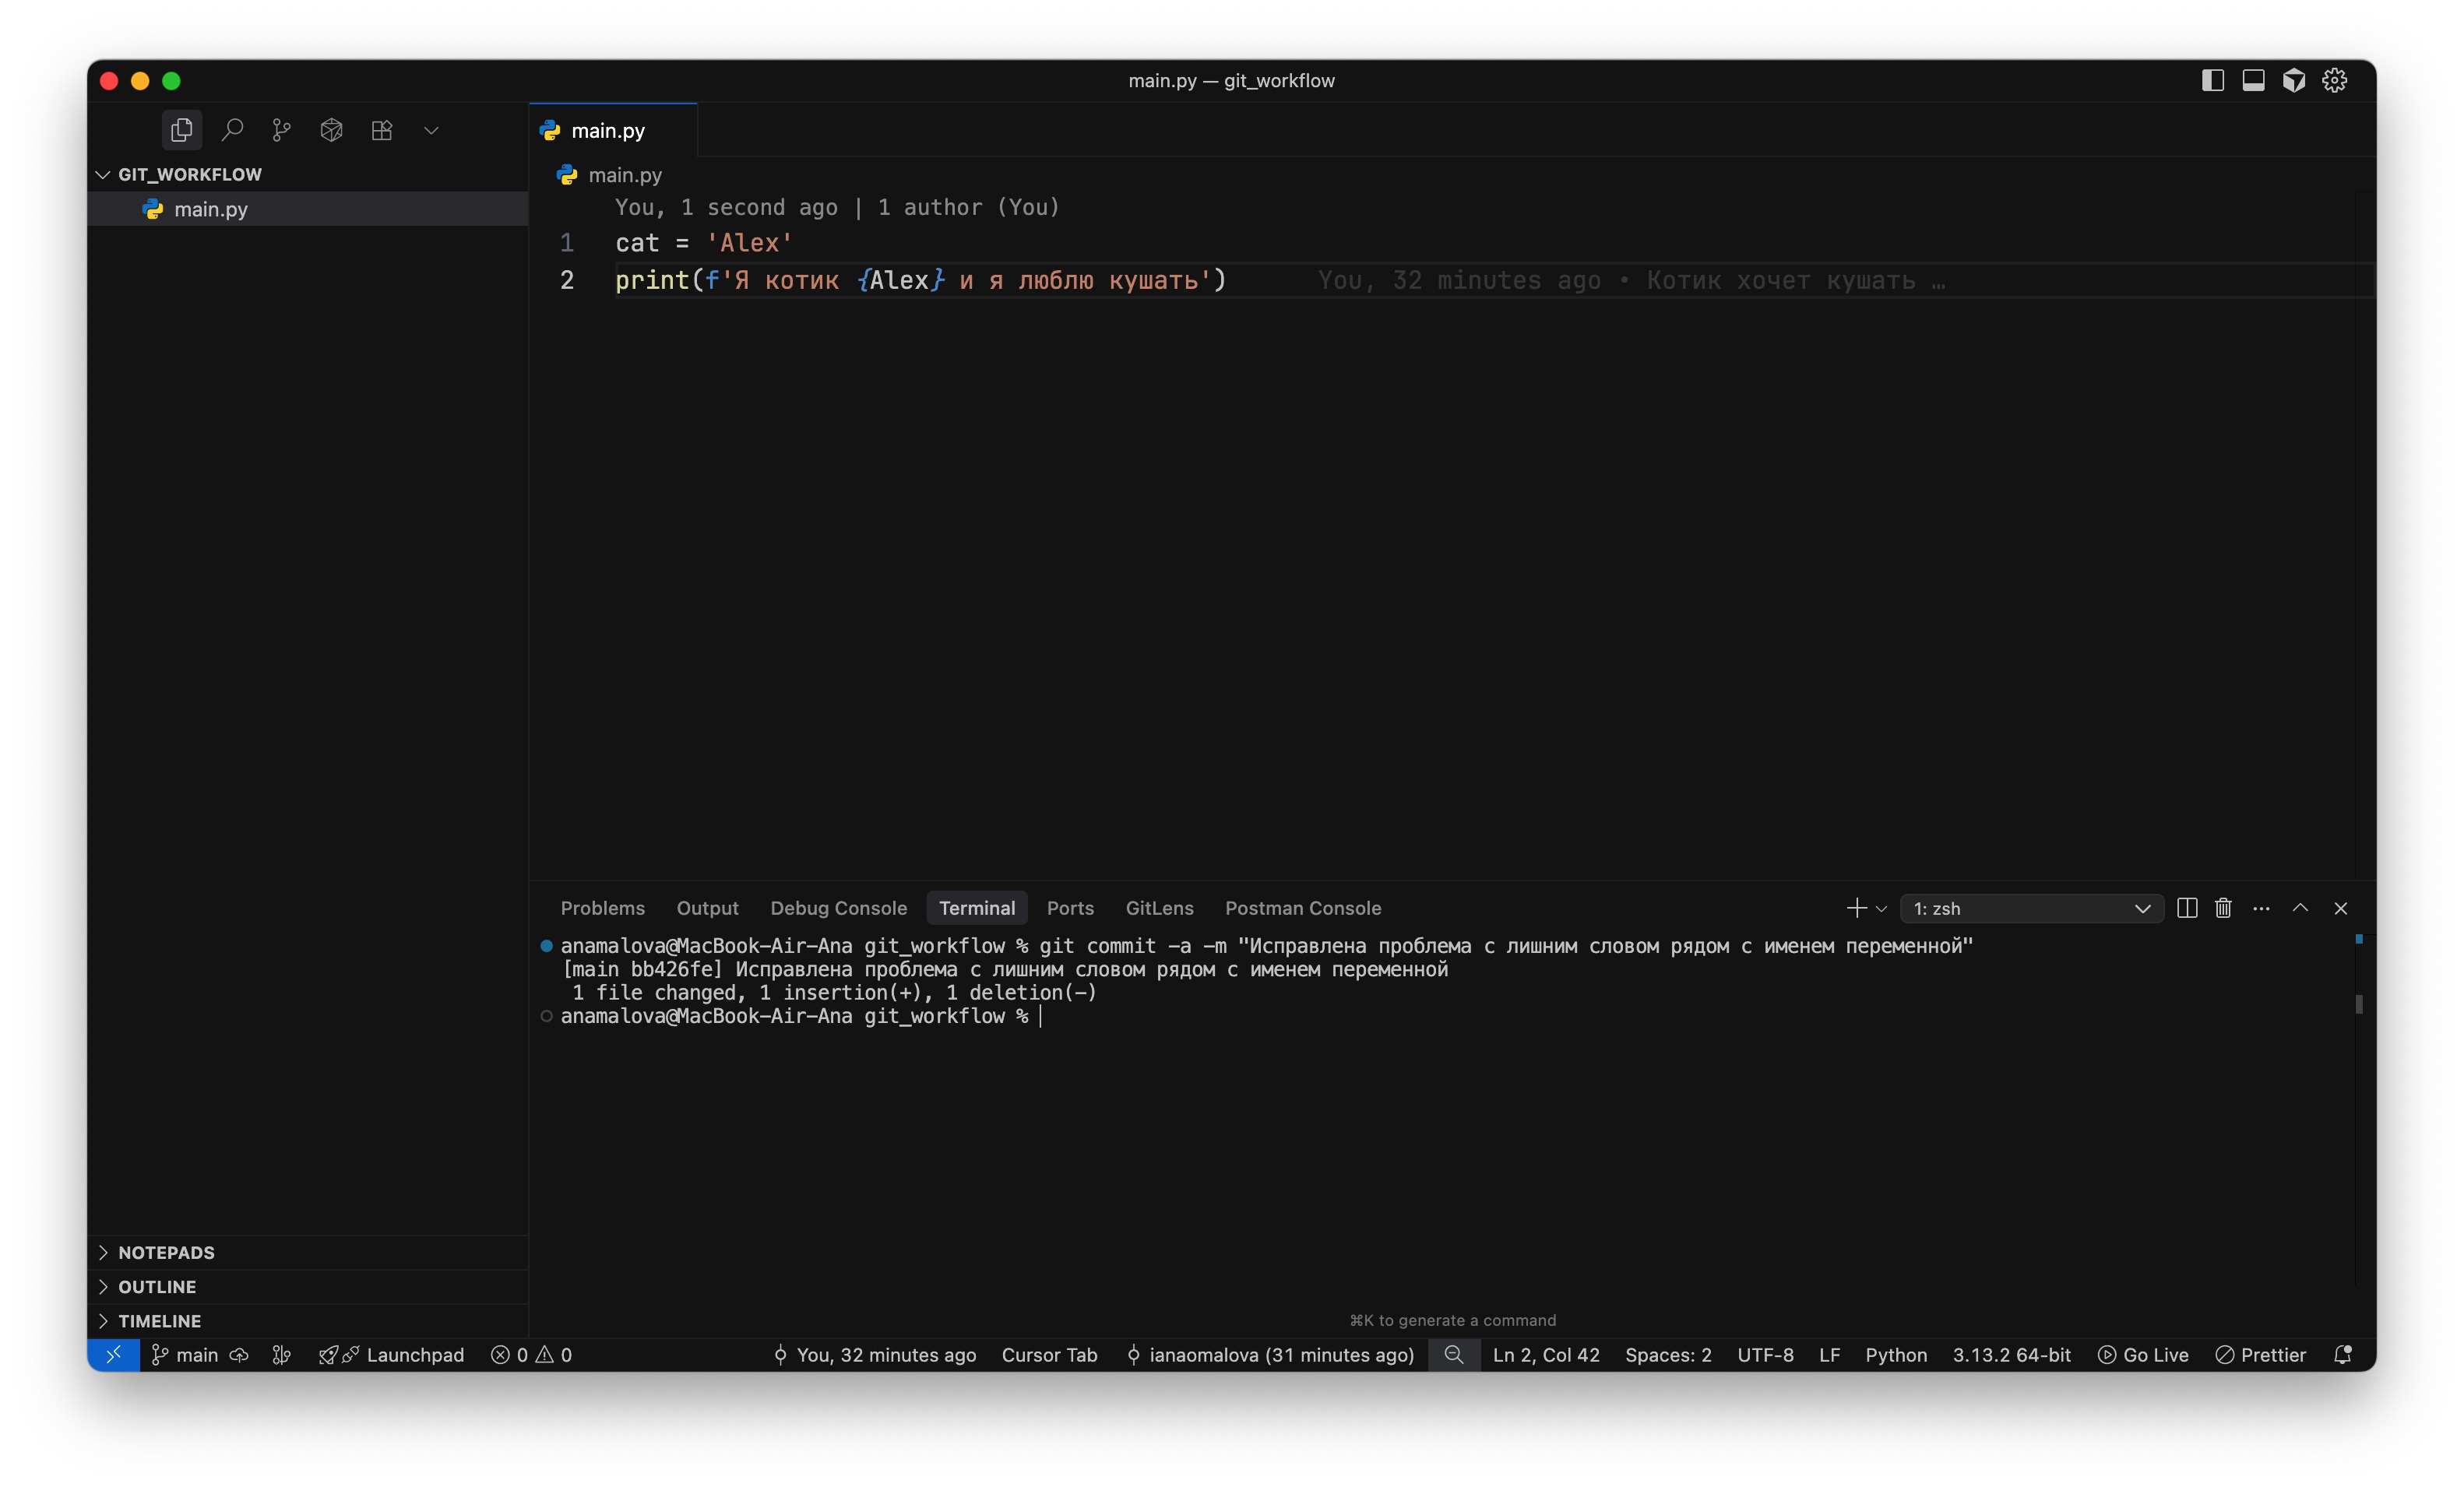 main.py — git_workflow
GIT_WORKFLOW
main.py
main.py
main.py
You, 1 second ago | 1 author (You)
1 cat = 'Alex'
2 print(f'Я котик {Alex} и я люблю кушать') You, 32 minutes ago • Котик хочет кушать …
Problems Output Debug Console Terminal Ports GitLens Postman Console 1: zsh
anamalova@MacBook-Air-Ana git_workflow % git commit -a -m "Исправлена проблема с лишним словом рядом с именем переменной"
[main bb426fe] Исправлена проблема с лишним словом рядом с именем переменной
1 file changed, 1 insertion(+), 1 deletion(-)
anamalova@MacBook-Air-Ana git_workflow %
NOTEPADS
OUTLINE
TIMELINE
⌘K to generate a command
main Launchpad 0 0 You, 32 minutes ago Cursor Tab ianaomalova (31 minutes ago) Ln 2, Col 42 Spaces: 2 UTF-8 LF Python 3.13.2 64-bit Go Live Prettier